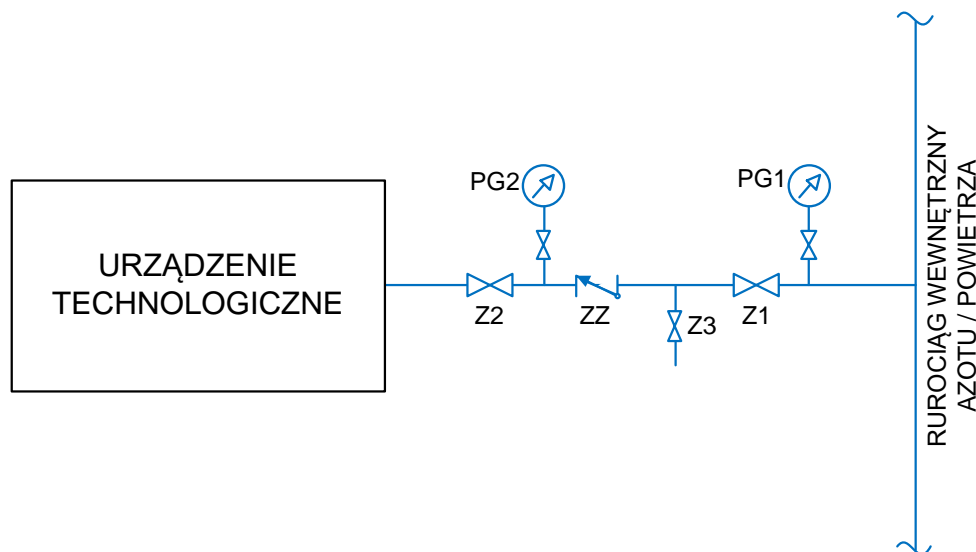 PG2
PG1
URZĄDZENIE
TECHNOLOGICZNE
Z2
ZZ
Z3
Z1
RUROCIĄG WEWNĘTRZNY
AZOTU / POWIETRZA